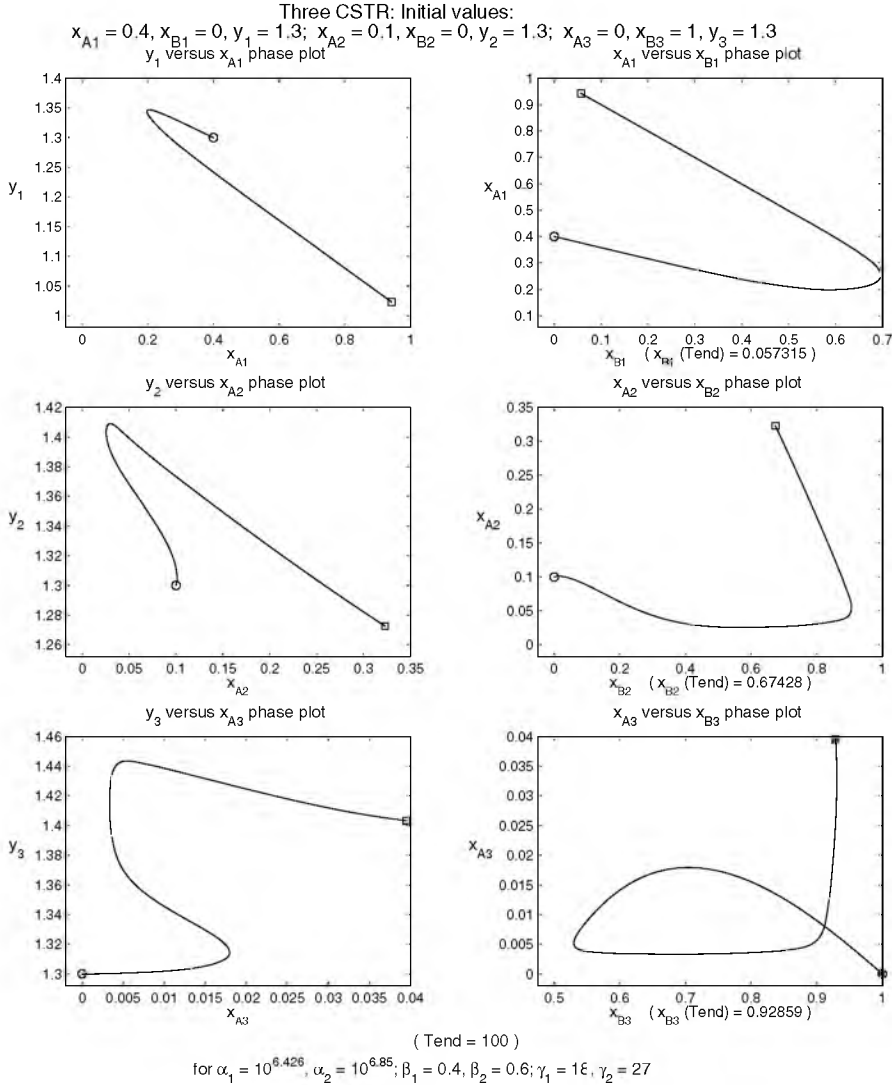 Three CSTR: Initial values:
x_A1 = 0.4, x_B1 = 0, y_1 = 1.3; x_A2 = 0.1, x_B2 = 0, y_2 = 1.3; x_A3 = 0, x_B3 = 1, y_3 = 1.3
y_1 versus x_A1 phase plot
1.4
1.35
1.3
1.25
1.2
1.15
1.1
1.05
1
y_1
0 0.2 0.4 0.6 0.8 1
x_A1
x_A1 versus x_B1 phase plot
1
0.9
0.8
0.7
0.6
0.5
0.4
0.3
0.2
0.1
x_A1
0 0.1 0.2 0.3 0.4 0.5 0.6 0.7
x_B1 ( x_B1 (Tend) = 0.057315 )
y_2 versus x_A2 phase plot
1.42
1.4
1.38
1.36
1.34
1.32
1.3
1.28
1.26
y_2
0 0.05 0.1 0.15 0.2 0.25 0.3 0.35
x_A2
x_A2 versus x_B2 phase plot
0.35
0.3
0.25
0.2
0.15
0.1
0.05
0
x_A2
0 0.2 0.4 0.6 0.8 1
x_B2 ( x_B2 (Tend) = 0.67428 )
y_3 versus x_A3 phase plot
1.46
1.44
1.42
1.4
1.38
1.36
1.34
1.32
1.3
y_3
0 0.005 0.01 0.015 0.02 0.025 0.03 0.035 0.04
x_A3
x_A3 versus x_B3 phase plot
0.04
0.035
0.03
0.025
0.02
0.015
0.01
0.005
0
x_A3
0.5 0.6 0.7 0.8 0.9 1
x_B3 ( x_B3 (Tend) = 0.92859 )
( Tend = 100 )
for α_1 = 10^6.426, α_2 = 10^6.85; β_1 = 0.4, β_2 = 0.6; γ_1 = 18, γ_2 = 27